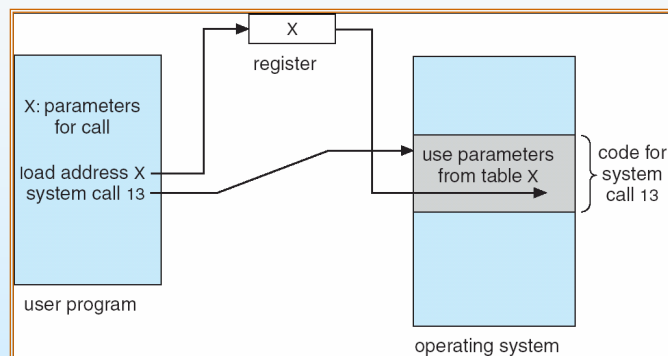 X
register
X: parameters
for call
load address X
system call 13
user program
use parameters
from table X
code for
system
call 13
operating system